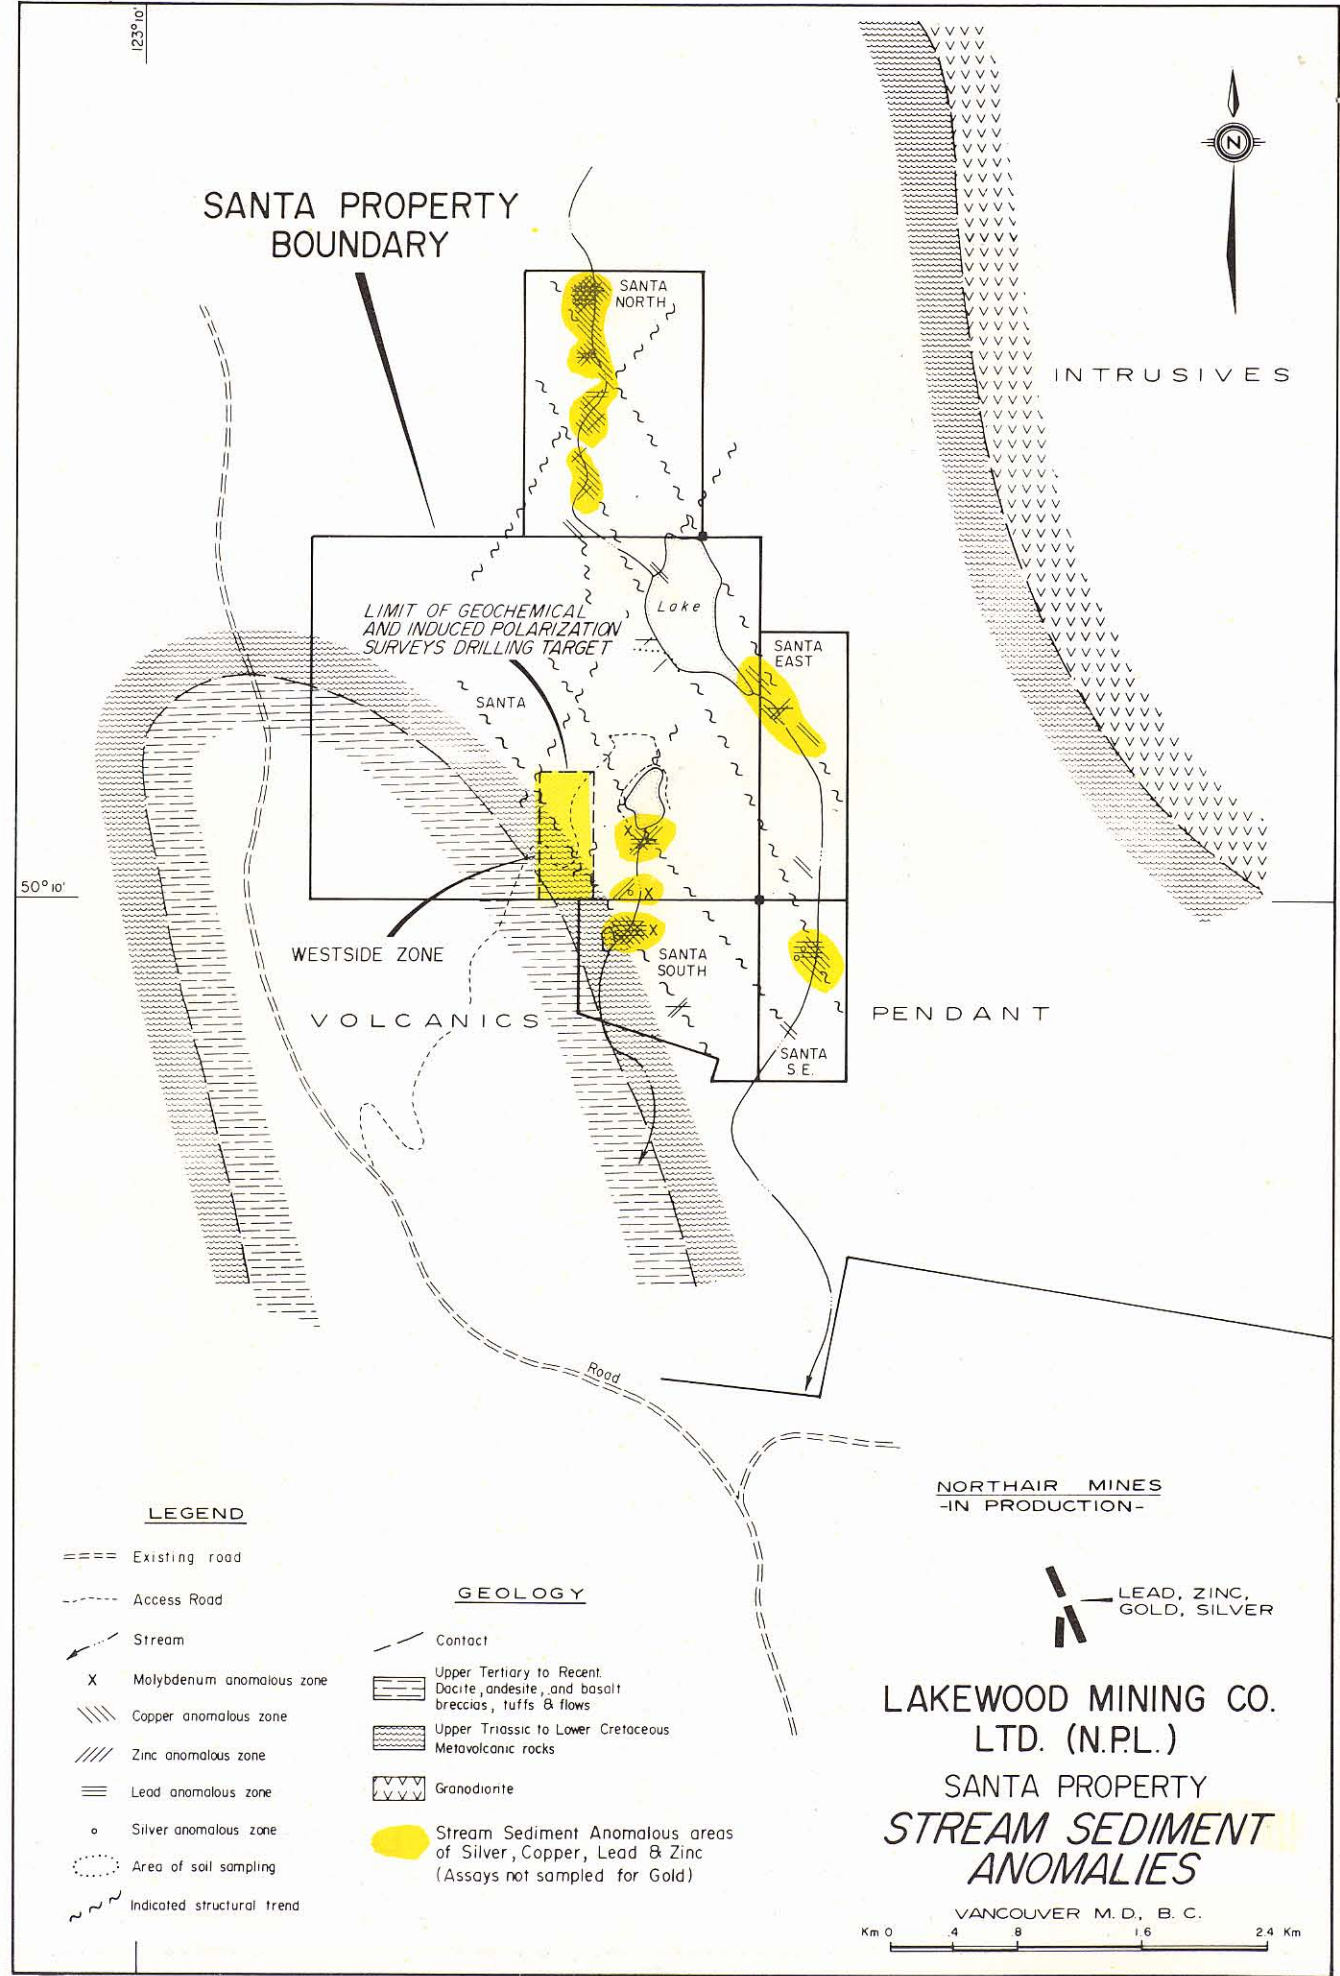 123° 10'
SANTA PROPERTY
BOUNDARY
SANTA
NORTH
N
INTRUSIVES
LIMIT OF GEOCHEMICAL
AND INDUCED POLARIZATION
SURVEYS DRILLING TARGET
Lake
SANTA
EAST
SANTA
50° 10'
WESTSIDE ZONE
SANTA
SOUTH
VOLCANICS
PENDANT
SANTA
S.E.
Road
NORTHAIR MINES
-IN PRODUCTION-
LEAD, ZINC,
GOLD, SILVER
LEGEND
Existing road
Access Road
Stream
X Molybdenum anomalous zone
Copper anomalous zone
Zinc anomalous zone
Lead anomalous zone
Silver anomalous zone
Area of soil sampling
Indicated structural trend
GEOLOGY
Contact
Upper Tertiary to Recent.
Dacite, andesite, and basalt
breccias, tuffs & flows
Upper Triassic to Lower Cretaceous
Metavolcanic rocks
Granodiorite
Stream Sediment Anomalous areas
of Silver, Copper, Lead & Zinc
(Assays not sampled for Gold)
LAKEWOOD MINING CO.
LTD. (N.P.L.)
SANTA PROPERTY
STREAM SEDIMENT
ANOMALIES
VANCOUVER M. D., B. C.
Km 0 .4 .8 1.6 2.4 Km